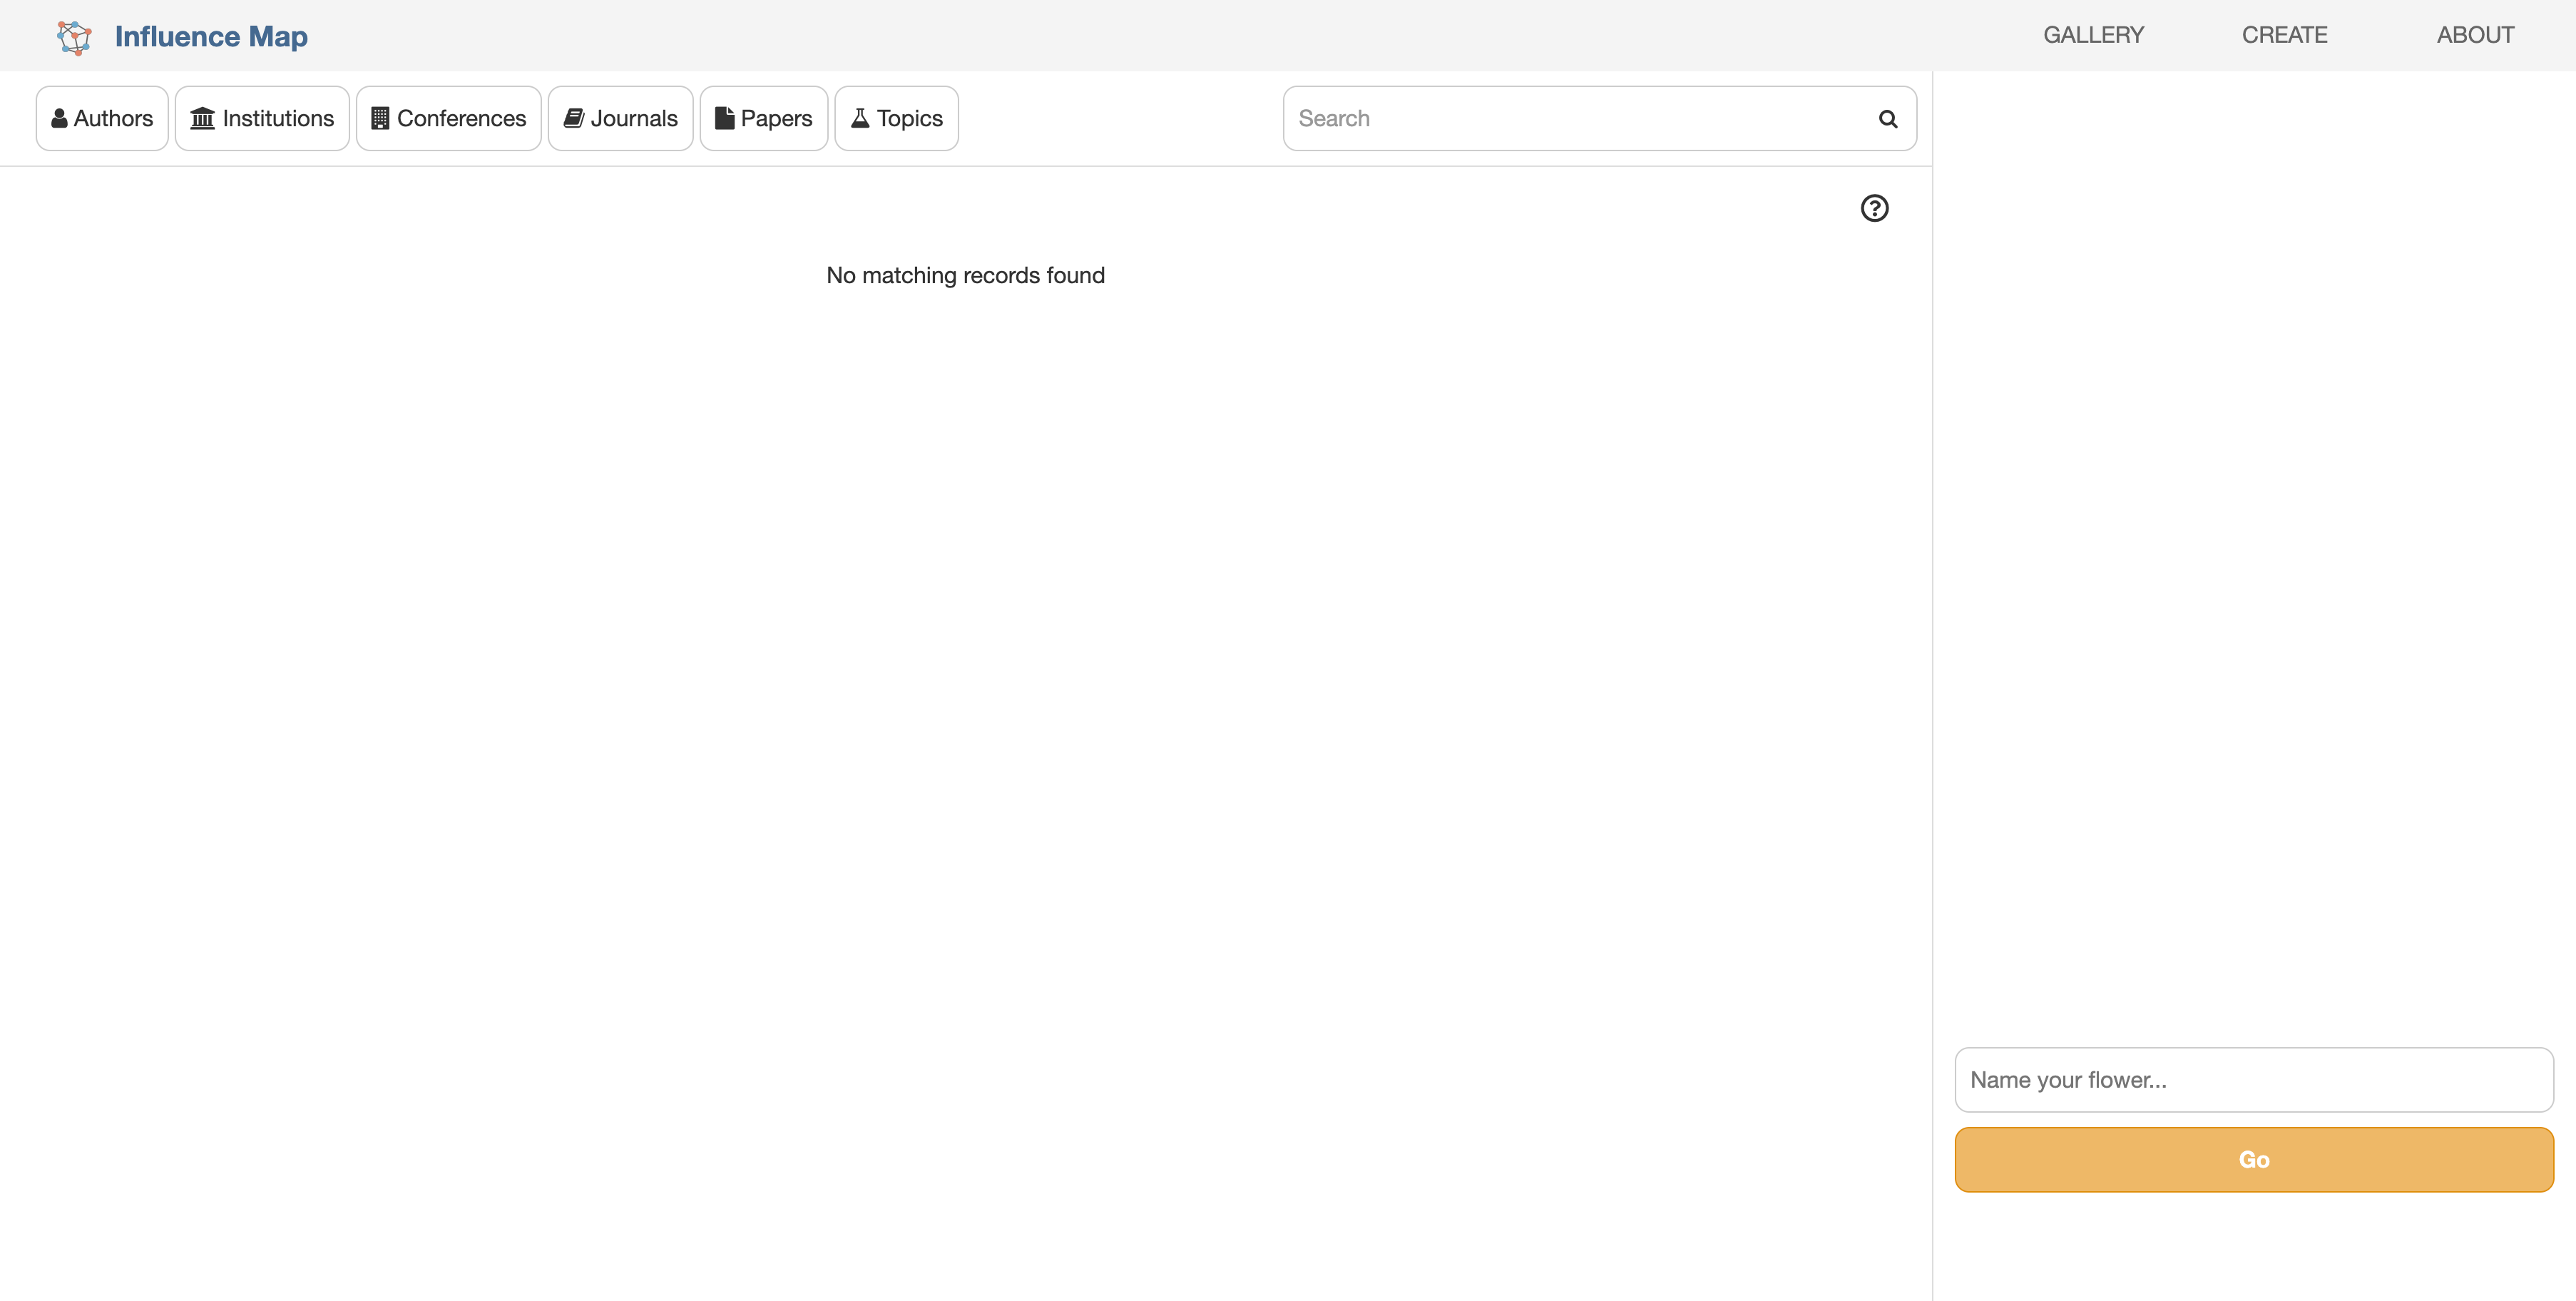 Influence Map GALLERY CREATE ABOUT
Authors Institutions Conferences Journals Papers Topics Search
?
No matching records found
Name your flower...
Go